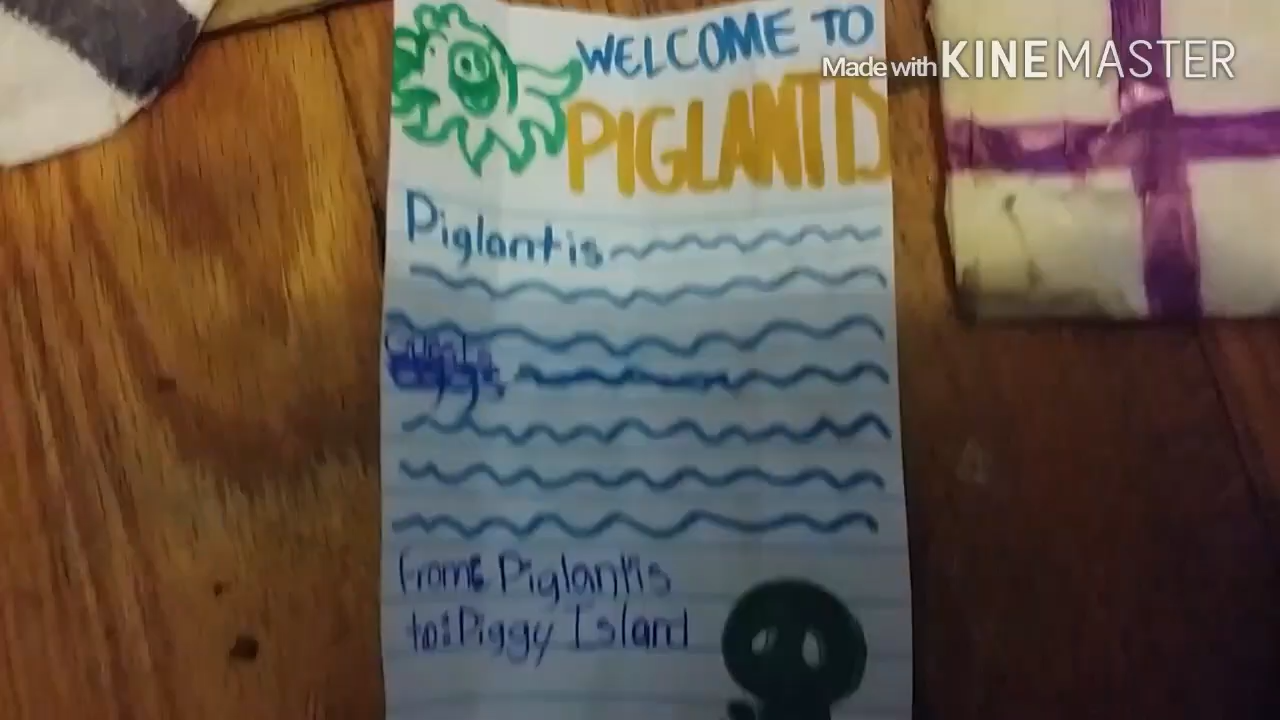 WELCOME TO
Made with KINEMASTER
PIGLANTIS
Piglantis
from: Piglantis
to: Piggy Island